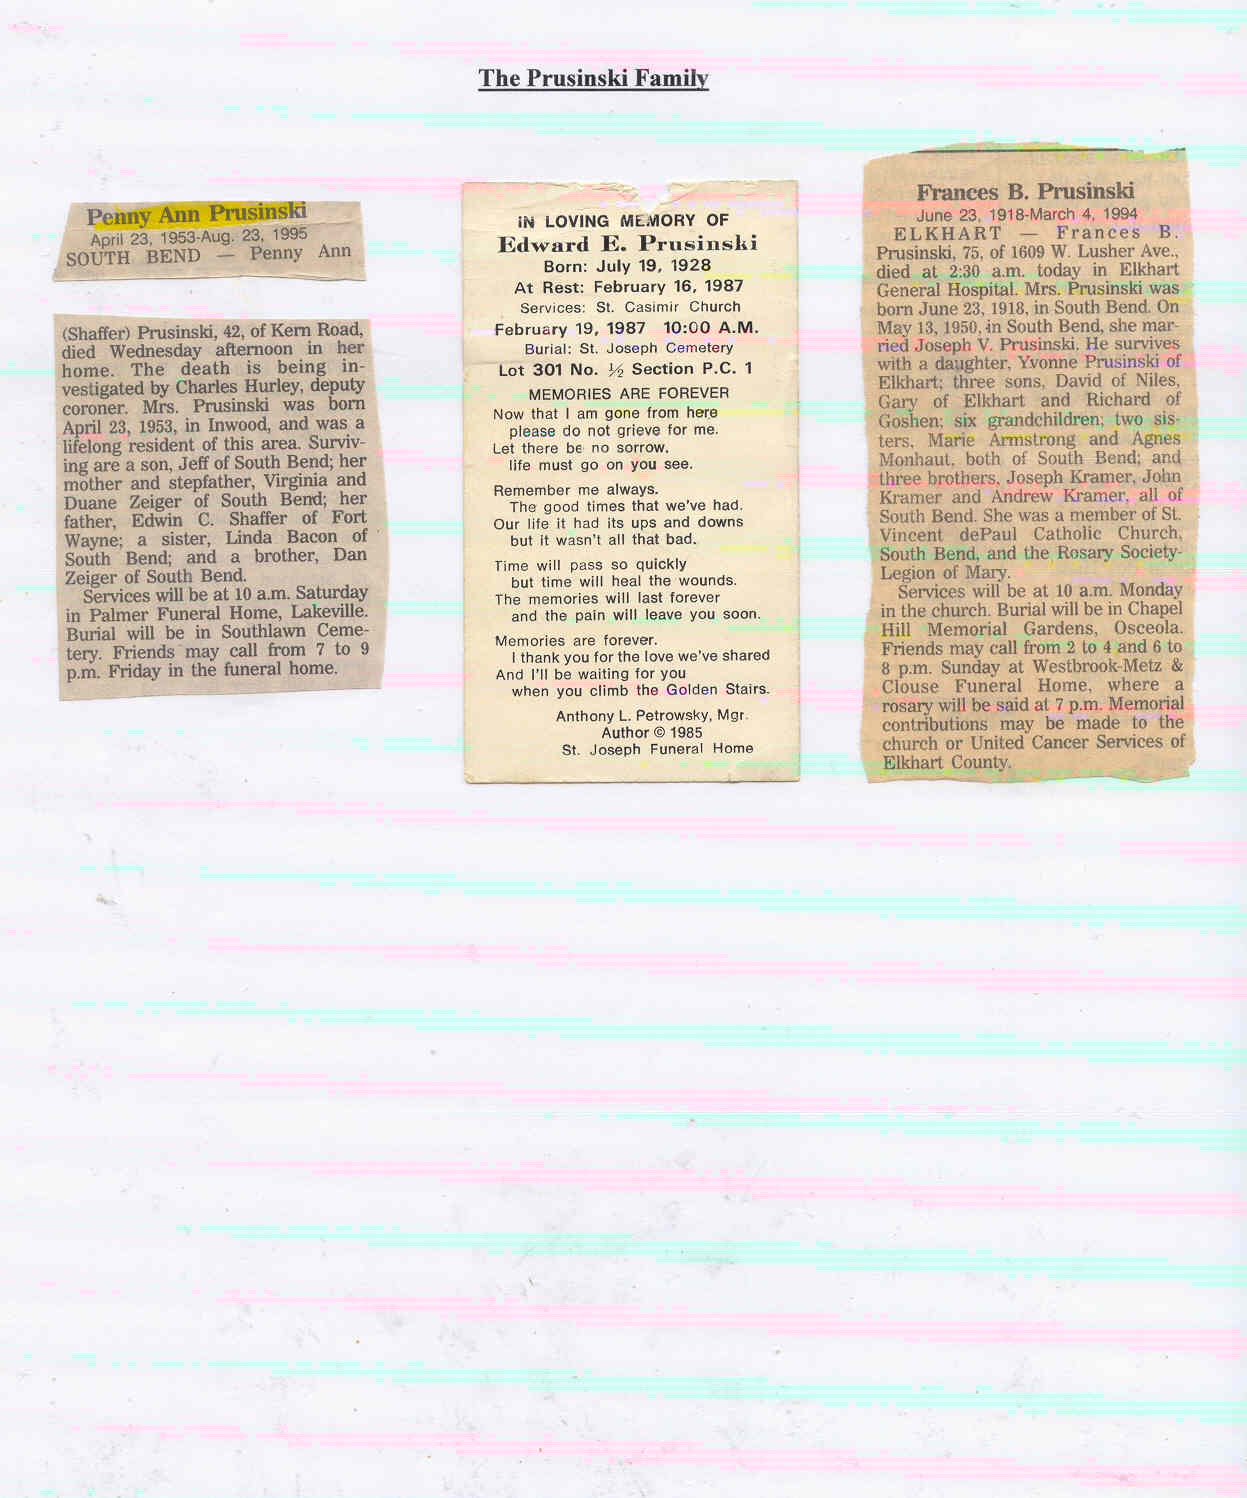 The Prusinski Family
Penny Ann Prusinski
April 23, 1953-Aug. 23, 1995
SOUTH BEND — Penny Ann
(Shaffer) Prusinski, 42, of Kern Road,
died Wednesday afternoon in her
home. The death is being in-
vestigated by Charles Hurley, deputy
coroner. Mrs. Prusinski was born
April 23, 1953, in Inwood, and was a
lifelong resident of this area. Surviv-
ing are a son, Jeff of South Bend; her
mother and stepfather, Virginia and
Duane Zeiger of South Bend; her
father, Edwin C. Shaffer of Fort
Wayne; a sister, Linda Bacon of
South Bend; and a brother, Dan
Zeiger of South Bend.
Services will be at 10 a.m. Saturday
in Palmer Funeral Home, Lakeville.
Burial will be in Southlawn Ceme-
tery. Friends may call from 7 to 9
p.m. Friday in the funeral home.
IN LOVING MEMORY OF
Edward E. Prusinski
Born: July 19, 1928
At Rest: February 16, 1987
Services: St. Casimir Church
February 19, 1987 10:00 A.M.
Burial: St. Joseph Cemetery
Lot 301 No. ½ Section P.C. 1
MEMORIES ARE FOREVER
Now that I am gone from here
please do not grieve for me.
Let there be no sorrow,
life must go on you see.
Remember me always.
The good times that we've had.
Our life it had its ups and downs
but it wasn't all that bad.
Time will pass so quickly
but time will heal the wounds.
The memories will last forever
and the pain will leave you soon.
Memories are forever.
I thank you for the love we've shared
And I'll be waiting for you
when you climb the Golden Stairs.
Anthony L. Petrowsky, Mgr.
Author © 1985
St. Joseph Funeral Home
Frances B. Prusinski
June 23, 1918-March 4, 1994
ELKHART — Frances B.
Prusinski, 75, of 1609 W. Lusher Ave.,
died at 2:30 a.m. today in Elkhart
General Hospital. Mrs. Prusinski was
born June 23, 1918, in South Bend. On
May 13, 1950, in South Bend, she mar-
ried Joseph V. Prusinski. He survives
with a daughter, Yvonne Prusinski of
Elkhart; three sons, David of Niles,
Gary of Elkhart and Richard of
Goshen; six grandchildren; two sis-
ters, Marie Armstrong and Agnes
Monhaut, both of South Bend; and
three brothers, Joseph Kramer, John
Kramer and Andrew Kramer, all of
South Bend. She was a member of St.
Vincent dePaul Catholic Church,
South Bend, and the Rosary Society-
Legion of Mary.
Services will be at 10 a.m. Monday
in the church. Burial will be in Chapel
Hill Memorial Gardens, Osceola.
Friends may call from 2 to 4 and 6 to
8 p.m. Sunday at Westbrook-Metz &
Clouse Funeral Home, where a
rosary will be said at 7 p.m. Memorial
contributions may be made to the
church or United Cancer Services of
Elkhart County.